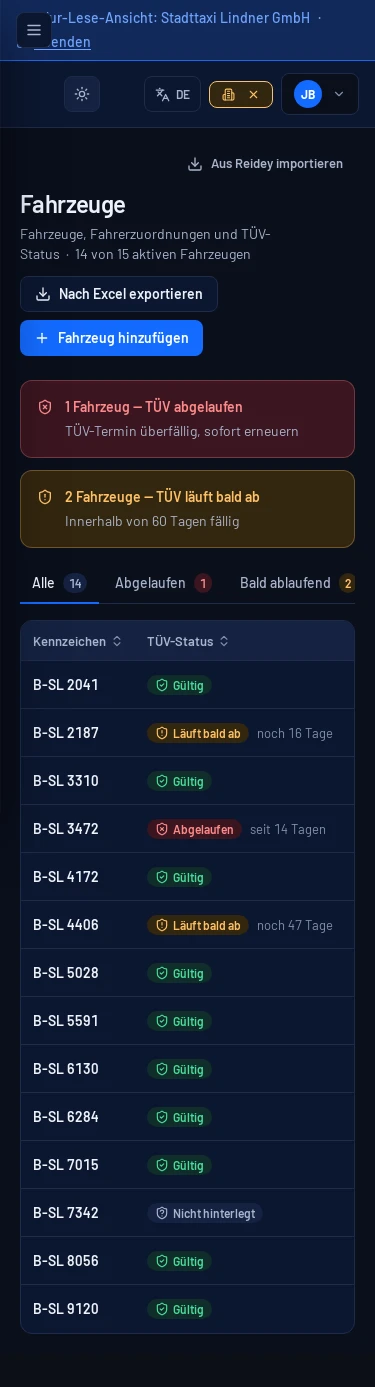 ur-Lese-Ansicht: Stadttaxi Lindner GmbH ·
enden
DE
JB
Aus Reidey importieren
Fahrzeuge
Fahrzeuge, Fahrerzuordnungen und TÜV-
Status · 14 von 15 aktiven Fahrzeugen
Nach Excel exportieren
Fahrzeug hinzufügen
1 Fahrzeug — TÜV abgelaufen
TÜV-Termin überfällig, sofort erneuern
2 Fahrzeuge — TÜV läuft bald ab
Innerhalb von 60 Tagen fällig
Alle 14 Abgelaufen 1 Bald ablaufend 2
Kennzeichen TÜV-Status
B-SL 2041 Gültig
B-SL 2187 Läuft bald ab noch 16 Tage
B-SL 3310 Gültig
B-SL 3472 Abgelaufen seit 14 Tagen
B-SL 4172 Gültig
B-SL 4406 Läuft bald ab noch 47 Tage
B-SL 5028 Gültig
B-SL 5591 Gültig
B-SL 6130 Gültig
B-SL 6284 Gültig
B-SL 7015 Gültig
B-SL 7342 Nicht hinterlegt
B-SL 8056 Gültig
B-SL 9120 Gültig